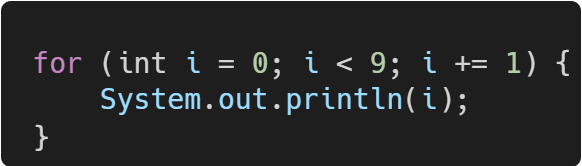 for (int i = 0; i < 9; i += 1) {
    System.out.println(i);
}